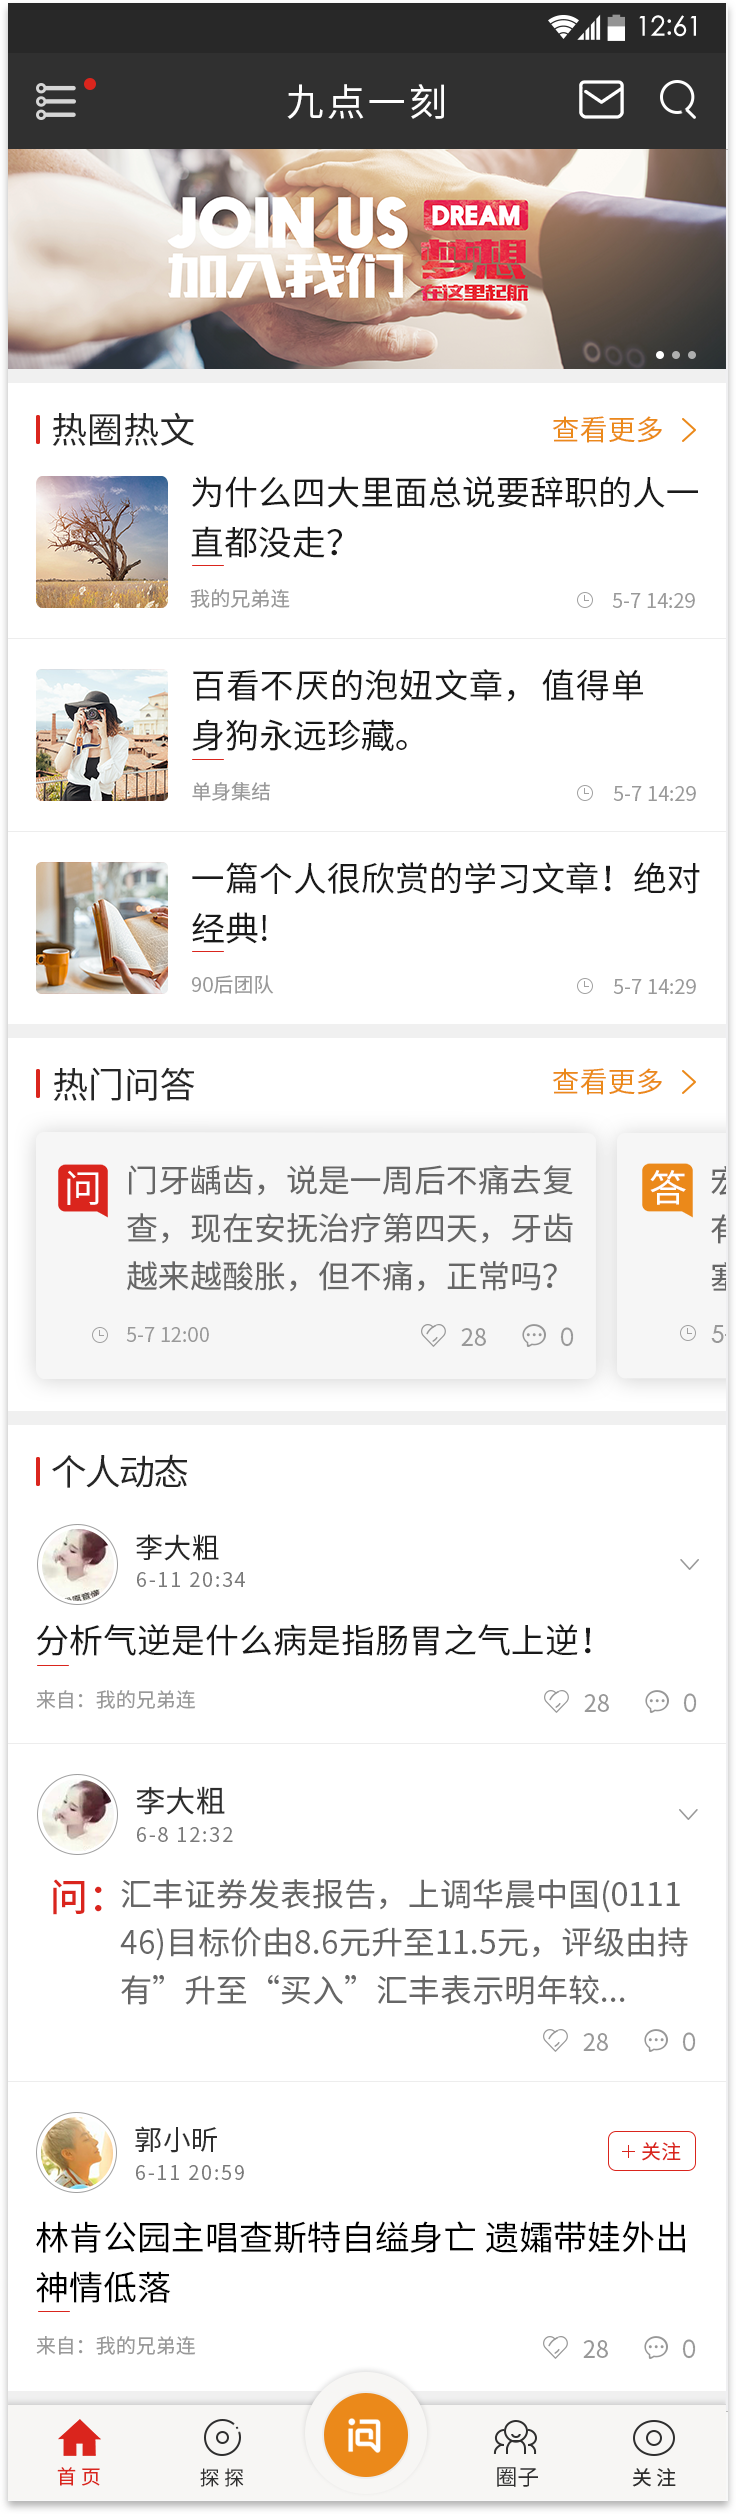 12:61
九点一刻
JOIN US DREAM
加入我们 梦想
在这里起航
热圈热文 查看更多
为什么四大里面总说要辞职的人一
直都没走？
我的兄弟连 5-7 14:29
百看不厌的泡妞文章， 值得单
身狗永远珍藏。
单身集结 5-7 14:29
一篇个人很欣赏的学习文章！绝对
经典!
90后团队 5-7 14:29
热门问答 查看更多
问 门牙龋齿，说是一周后不痛去复
查，现在安抚治疗第四天，牙齿
越来越酸胀，但不痛，正常吗？
5-7 12:00 28 0
答
有
塞
5-
个人动态
李大粗
6-11 20:34
分析气逆是什么病是指肠胃之气上逆！
来自：我的兄弟连 28 0
李大粗
6-8 12:32
问：汇丰证券发表报告，上调华晨中国(0111
46)目标价由8.6元升至11.5元，评级由持
有”升至“买入”汇丰表示明年较...
28 0
郭小昕
6-11 20:59
+ 关注
林肯公园主唱查斯特自缢身亡 遗孀带娃外出
神情低落
来自：我的兄弟连 28 0
问
首页 探探 圈子 关注